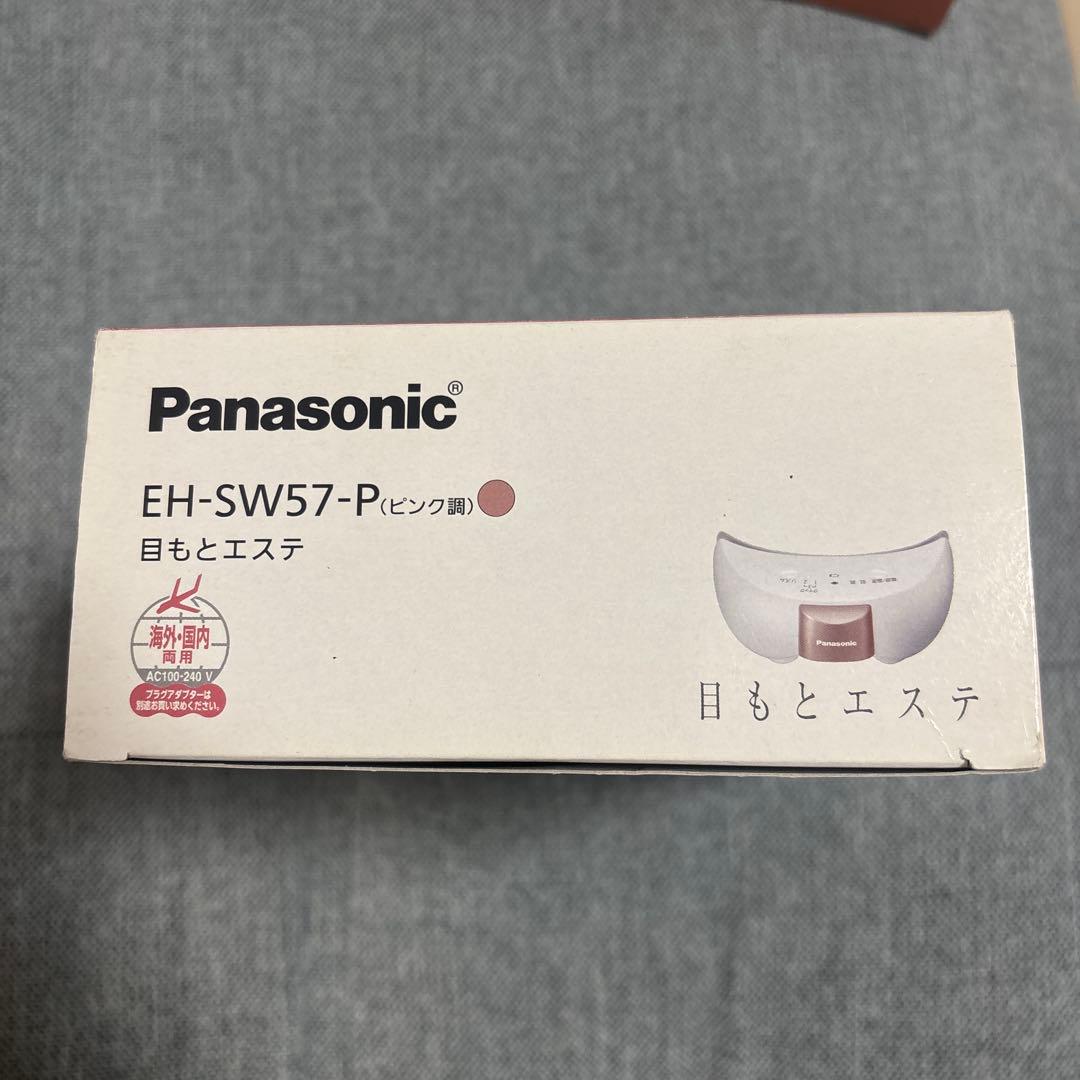 Panasonic®
EH-SW57-P(ピンク調)
目もとエステ
海外・国内
両用
AC100-240 V
プラグアダプターは
別途お買い求めください。
Panasonic
目もとエステ